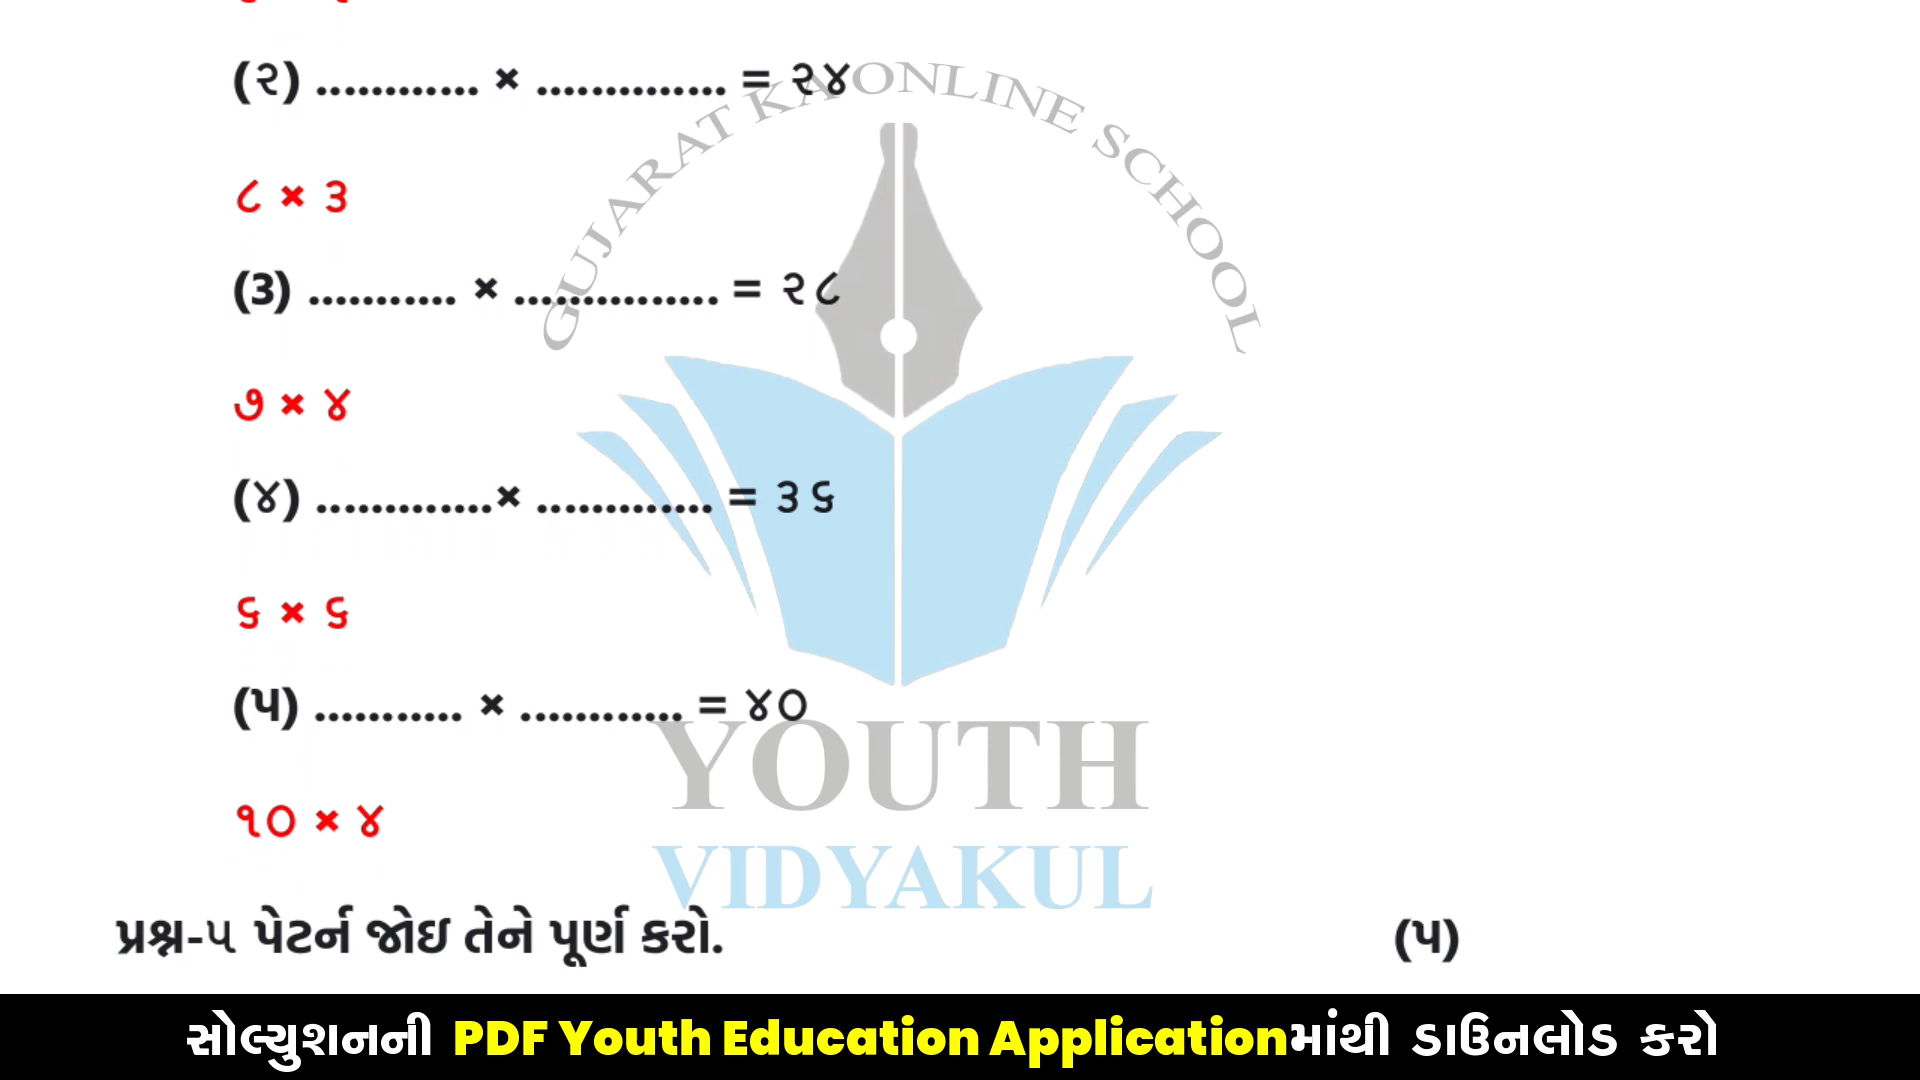 (૨) ............ × .............. = ૨૪
૮ × ૩
(૩) ........... × ............... = ૨૮
૭ × ૪
(૪) .............× ............. = ૩૬
૬ × ૬
(૫) ........... × ............ = ૪૦
૧૦ × ૪
પ્રશ્ન-૫ પેટર્ન જોઇ તેને પૂર્ણ કરો. (૫)
GUJARAT KA ONLINE SCHOOL
YOUTH
VIDYAKUL
સોલ્યુશનની PDF Youth Education Applicationમાંથી ડાઉનલોડ કરો